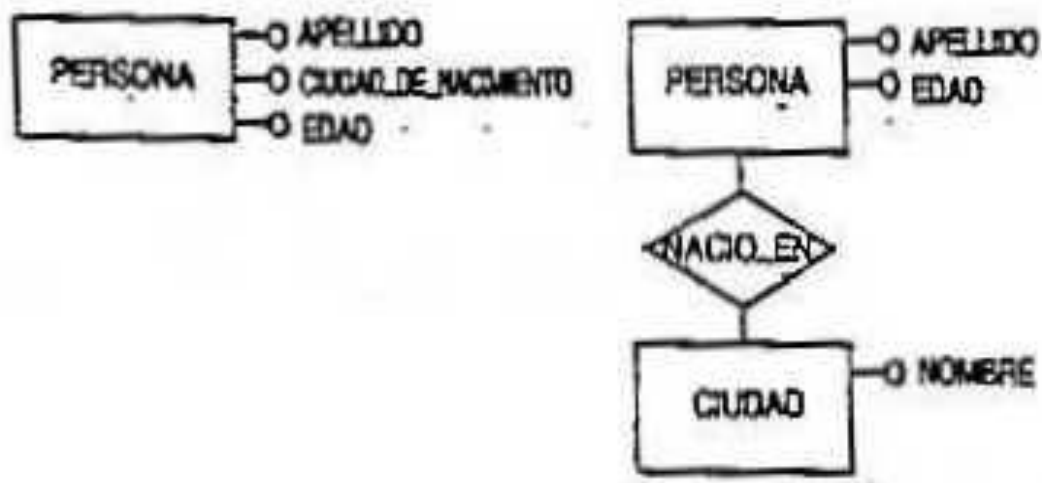 PERSONA
APELLIDO
CIUDAD_DE_NACIMIENTO
EDAD
PERSONA
APELLIDO
EDAD
NACIO_EN
CIUDAD
NOMBRE